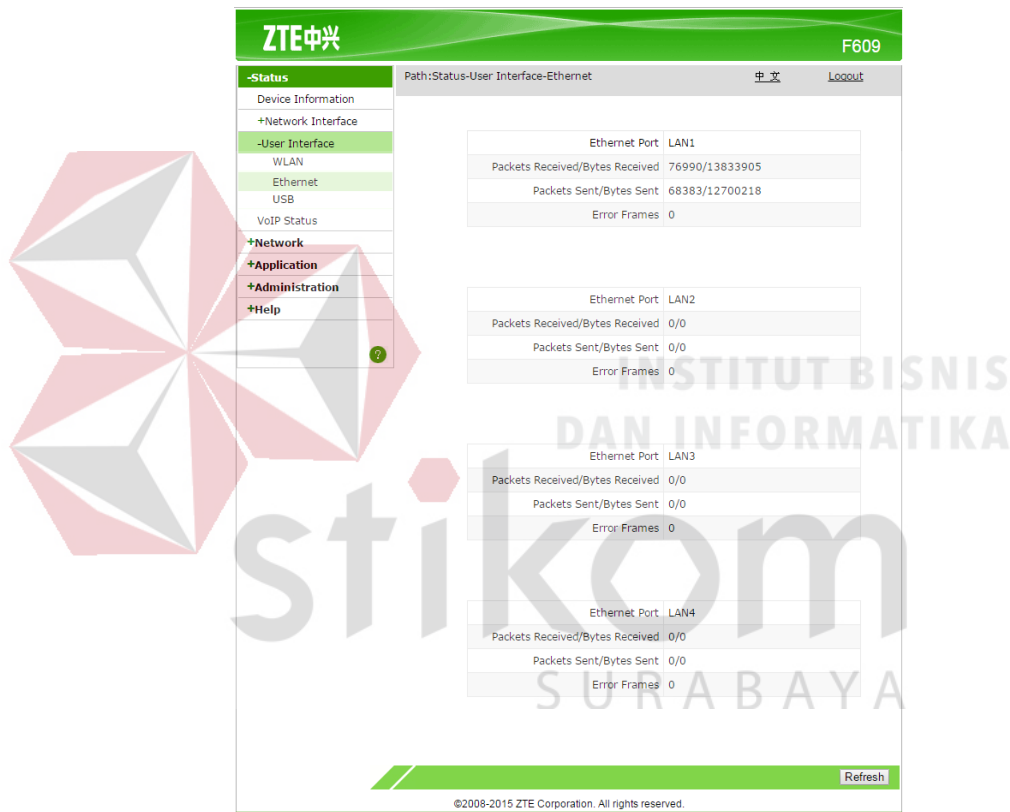 ZTE中兴
F609
-Status
Path:Status-User Interface-Ethernet
中 文
Logout
Device Information
+Network Interface
-User Interface
WLAN
Ethernet
USB
VoIP Status
+Network
+Application
+Administration
+Help
?
Ethernet Port LAN1
Packets Received/Bytes Received 76990/13833905
Packets Sent/Bytes Sent 68383/12700218
Error Frames 0
Ethernet Port LAN2
Packets Received/Bytes Received 0/0
Packets Sent/Bytes Sent 0/0
Error Frames 0
Ethernet Port LAN3
Packets Received/Bytes Received 0/0
Packets Sent/Bytes Sent 0/0
Error Frames 0
Ethernet Port LAN4
Packets Received/Bytes Received 0/0
Packets Sent/Bytes Sent 0/0
Error Frames 0
INSTITUT BISNIS
DAN INFORMATIKA
stikom
SURABAYA
Refresh
©2008-2015 ZTE Corporation. All rights reserved.